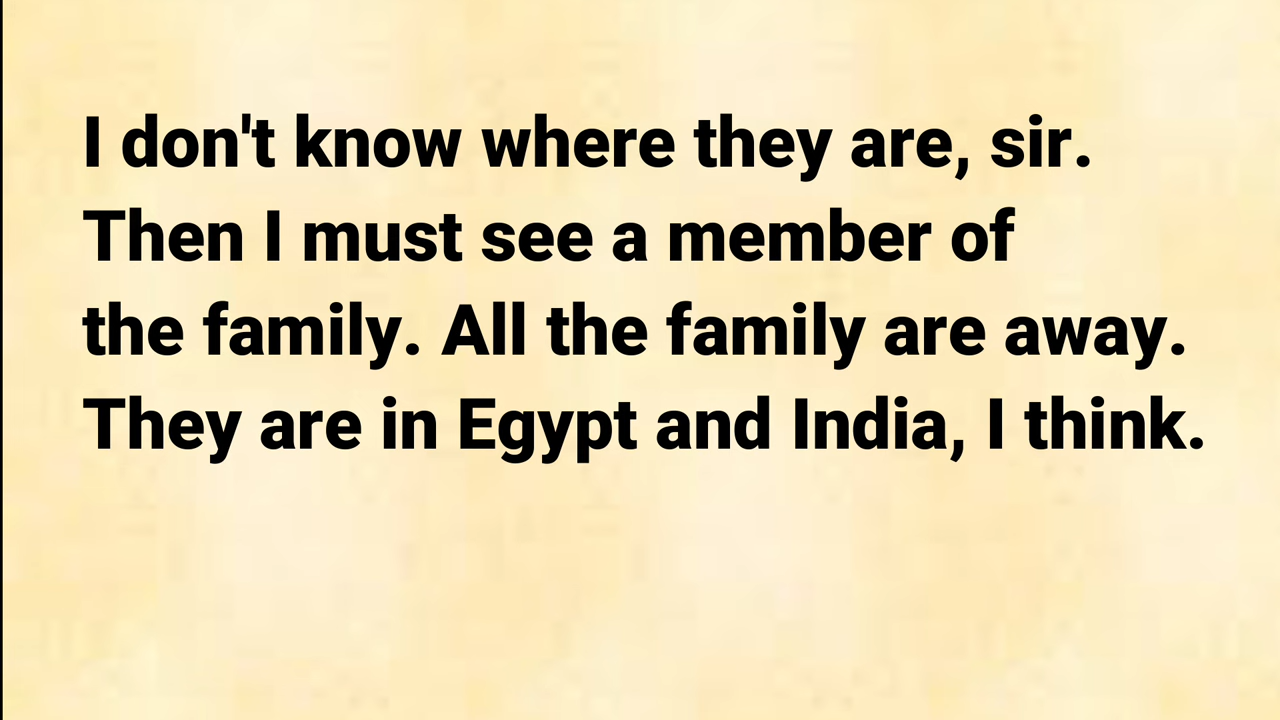 I don't know where they are, sir.
Then I must see a member of
the family. All the family are away.
They are in Egypt and India, I think.